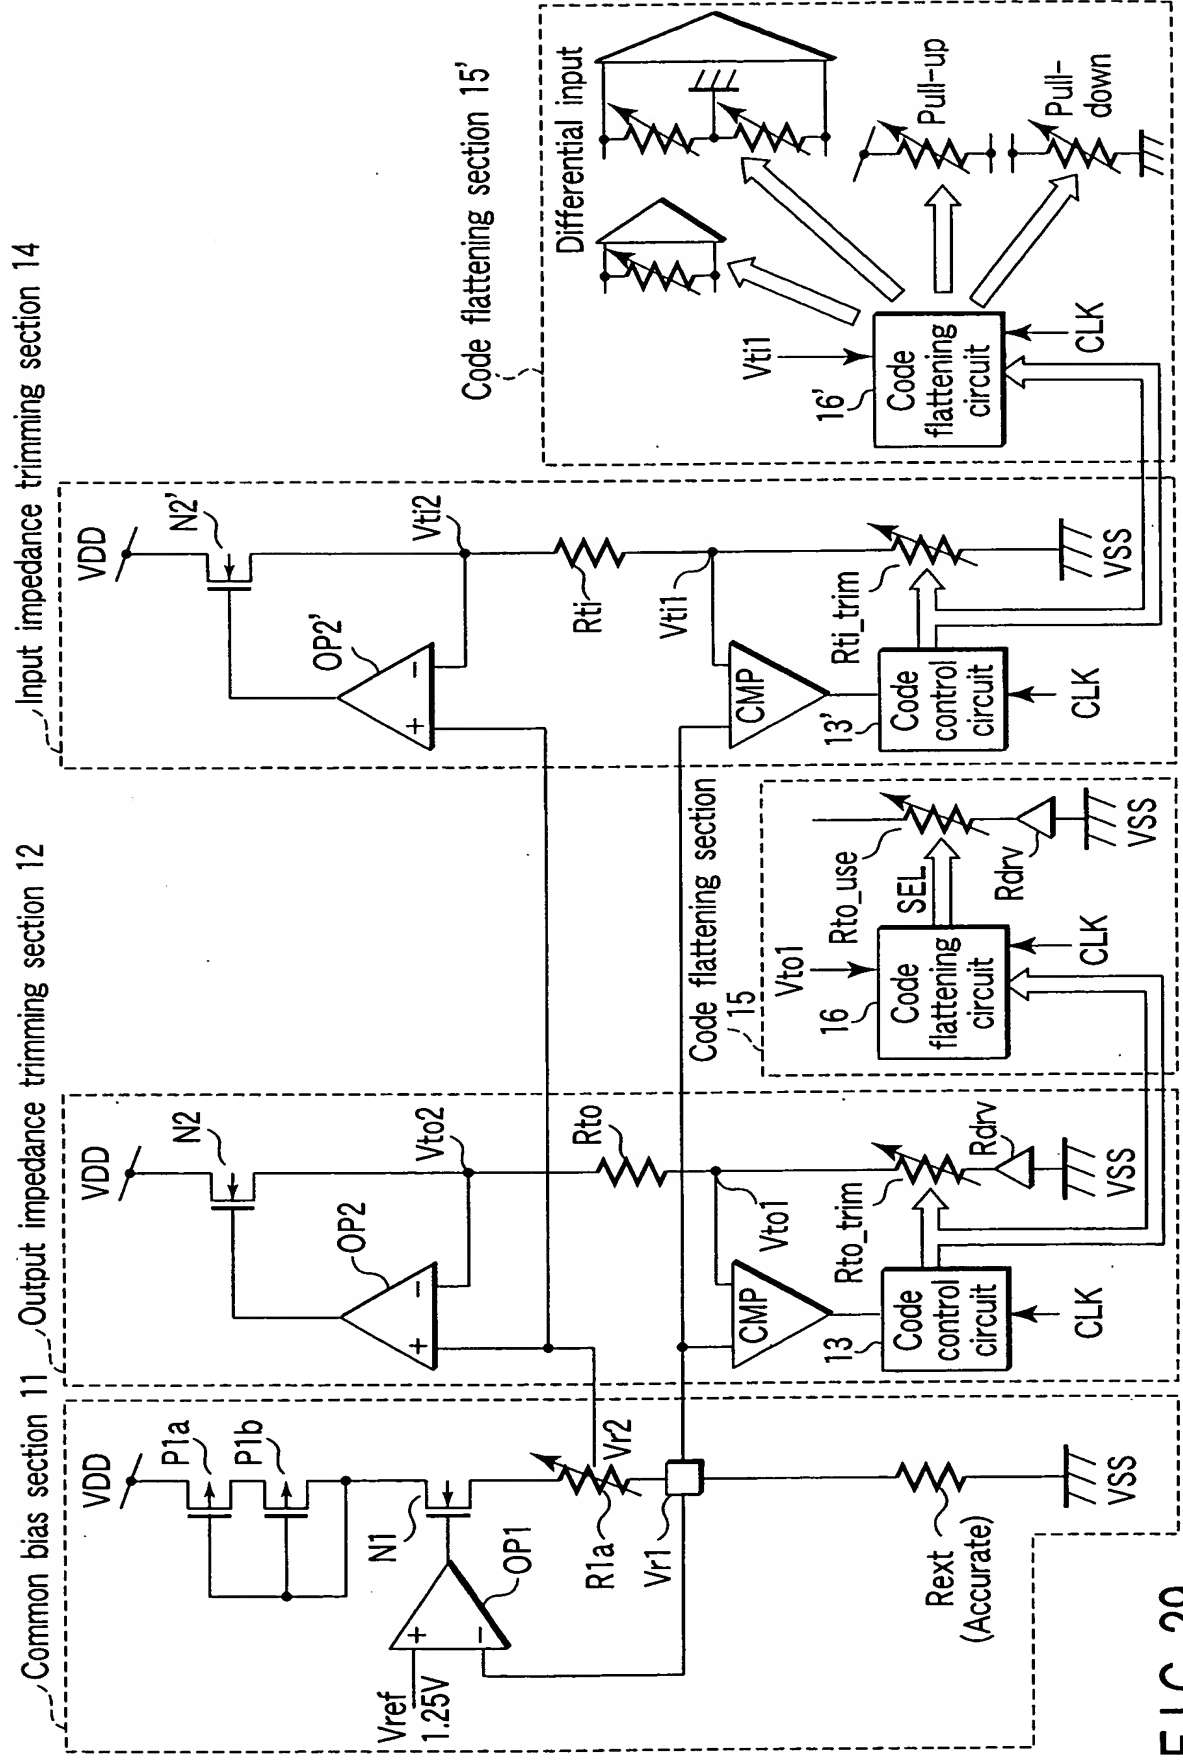 Common bias section 11
VDD
P1a
P1b
N1
OP1
+
−
Vref
1.25V
R1a
Vr2
Vr1
Rext
(Accurate)
VSS
Output impedance trimming section 12
VDD
N2
OP2
+
−
Vto2
Rto
Vto1
CMP
Rto_trim
13
Code
control
circuit
CLK
Rdrv
VSS
Code flattening section
15
Vto1
16
Code
flattening
circuit
CLK
SEL
Rto_use
Rdrv
VSS
Input impedance trimming section 14
VDD
N2'
OP2'
+
−
Vti2
Rti
Vti1
CMP
Rti_trim
13'
Code
control
circuit
CLK
VSS
Code flattening section 15'
Differential input
Vti1
16'
Code
flattening
circuit
CLK
Pull-up
Pull-
down